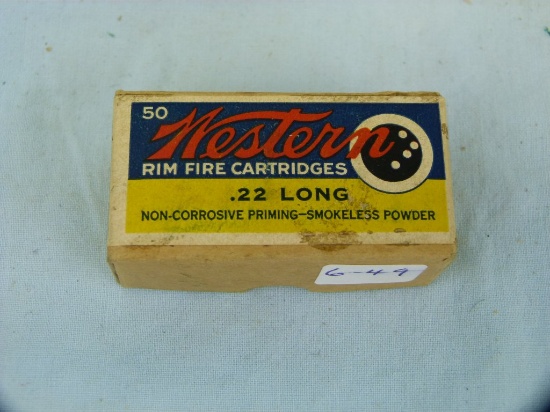 50
Western
RIM FIRE CARTRIDGES
.22 LONG
NON-CORROSIVE PRIMING-SMOKELESS POWDER
6-49